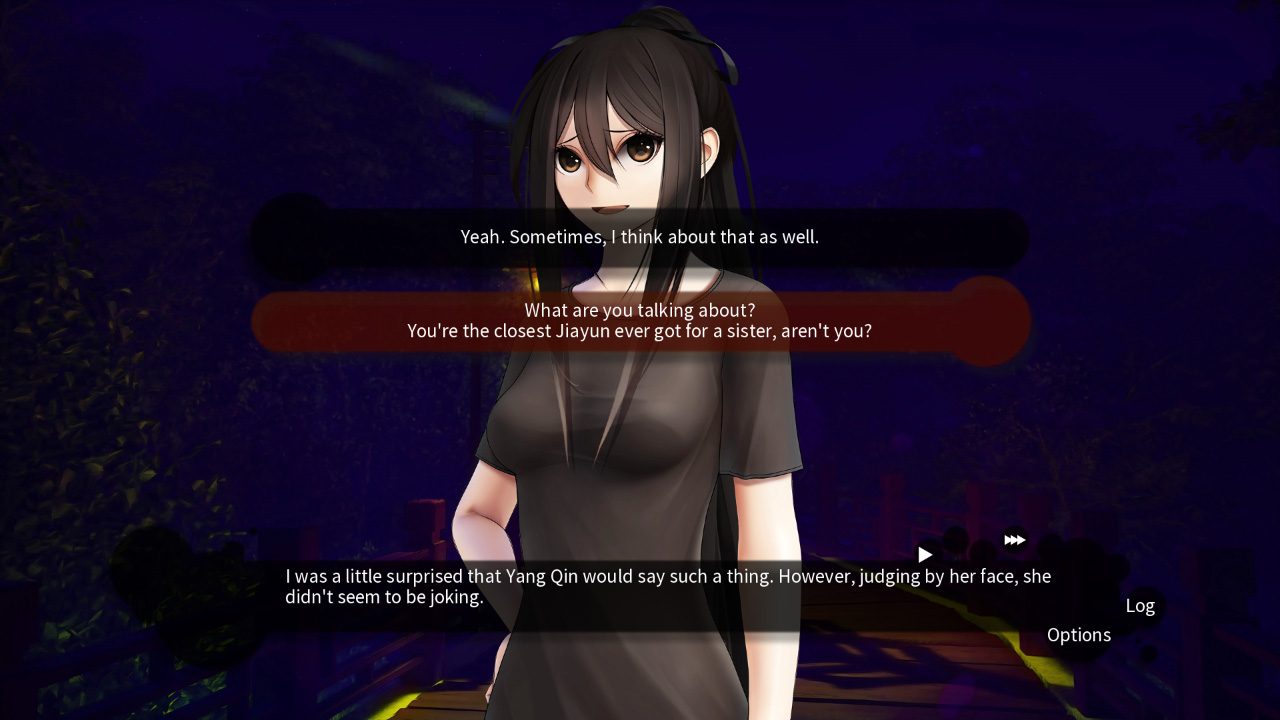 Yeah. Sometimes, I think about that as well.
What are you talking about?
You're the closest Jiayun ever got for a sister, aren't you?
I was a little surprised that Yang Qin would say such a thing. However, judging by her face, she
didn't seem to be joking.
Log
Options